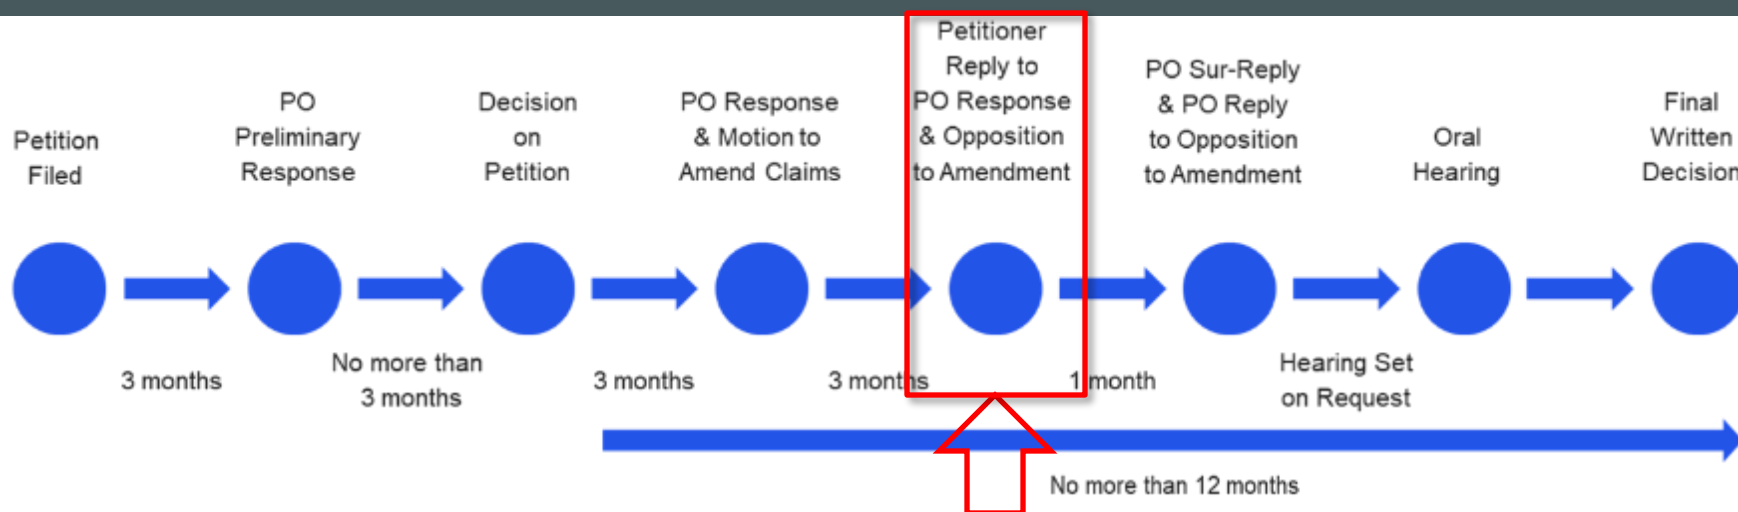 Petition
Filed
PO
Preliminary
Response
Decision
on
Petition
PO Response
& Motion to
Amend Claims
Petitioner
Reply to
PO Response
& Opposition
to Amendment
PO Sur-Reply
& PO Reply
to Opposition
to Amendment
Oral
Hearing
Final
Written
Decision
3 months
No more than
3 months
3 months
3 months
1 month
Hearing Set
on Request
No more than 12 months